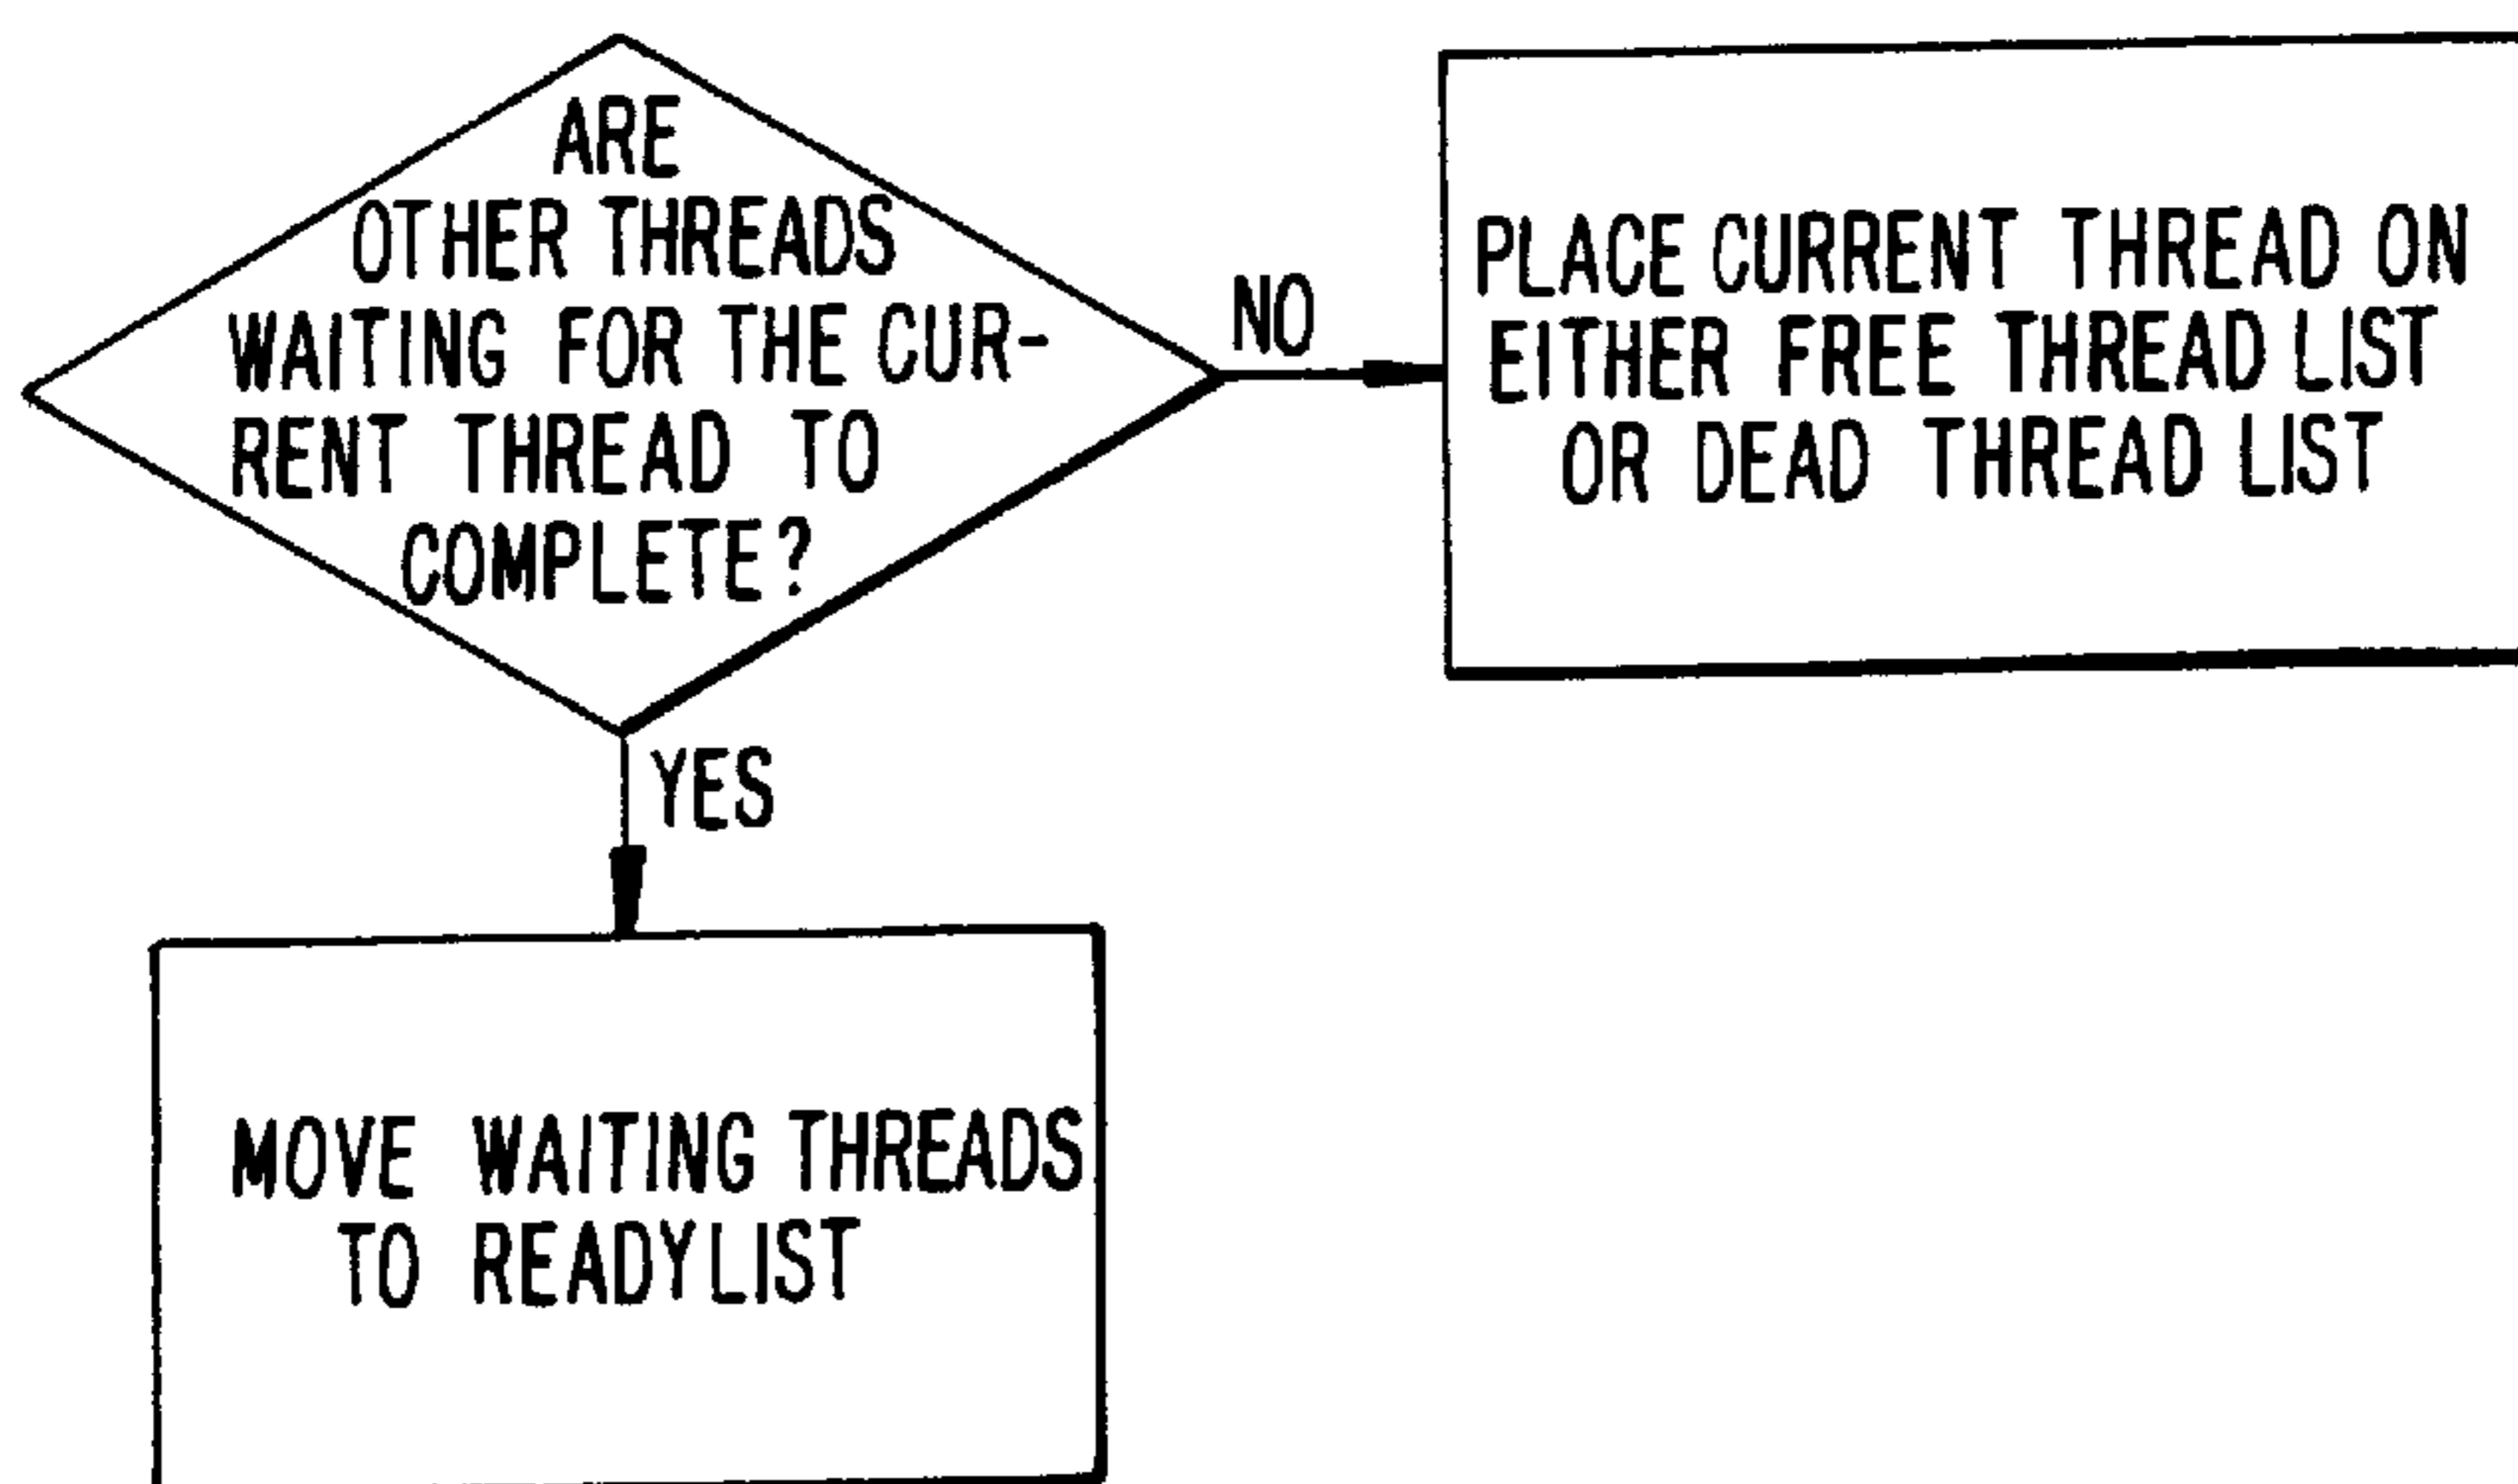 ARE
OTHER THREADS
WAITING FOR THE CUR-
RENT THREAD TO
COMPLETE?
NO
PLACE CURRENT THREAD ON
EITHER FREE THREAD LIST
OR DEAD THREAD LIST
YES
MOVE WAITING THREADS
TO READYLIST